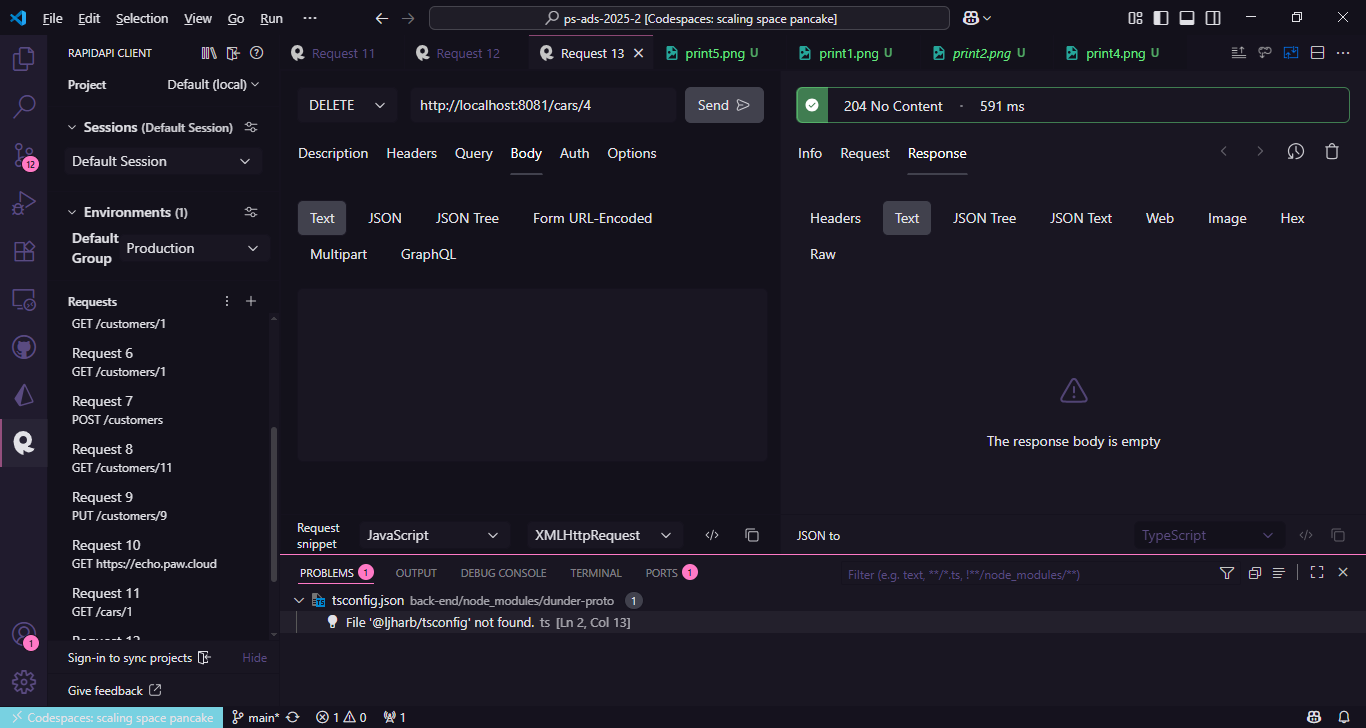 File Edit Selection View Go Run ··· ps-ads-2025-2 [Codespaces: scaling space pancake]
RAPIDAPI CLIENT
Project Default (local)
Sessions (Default Session)
Default Session
Environments (1)
Default Group Production
Requests
GET /customers/1
Request 6
GET /customers/1
Request 7
POST /customers
Request 8
GET /customers/11
Request 9
PUT /customers/9
Request 10
GET https://echo.paw.cloud
Request 11
GET /cars/1
Request 12
Sign-in to sync projects Hide
Give feedback
Request 11 Request 12 Request 13 print5.png U print1.png U print2.png U print4.png U
DELETE http://localhost:8081/cars/4 Send
Description Headers Query Body Auth Options
Text JSON JSON Tree Form URL-Encoded
Multipart GraphQL
Request snippet JavaScript XMLHttpRequest
204 No Content · 591 ms
Info Request Response
Headers Text JSON Tree JSON Text Web Image Hex
Raw
The response body is empty
JSON to TypeScript
PROBLEMS 1 OUTPUT DEBUG CONSOLE TERMINAL PORTS 1 Filter (e.g. text, **/*.ts, !**/node_modules/**)
tsconfig.json back-end/node_modules/dunder-proto 1
File '@ljharb/tsconfig' not found. ts [Ln 2, Col 13]
12
1
Codespaces: scaling space pancake main* 1 0 1